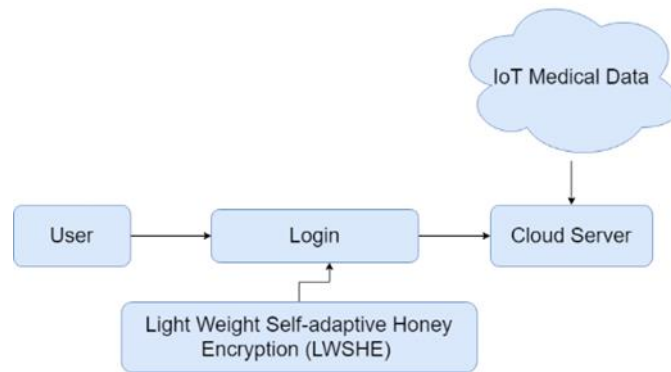 IoT Medical Data
User
Login
Cloud Server
Light Weight Self-adaptive Honey
Encryption (LWSHE)